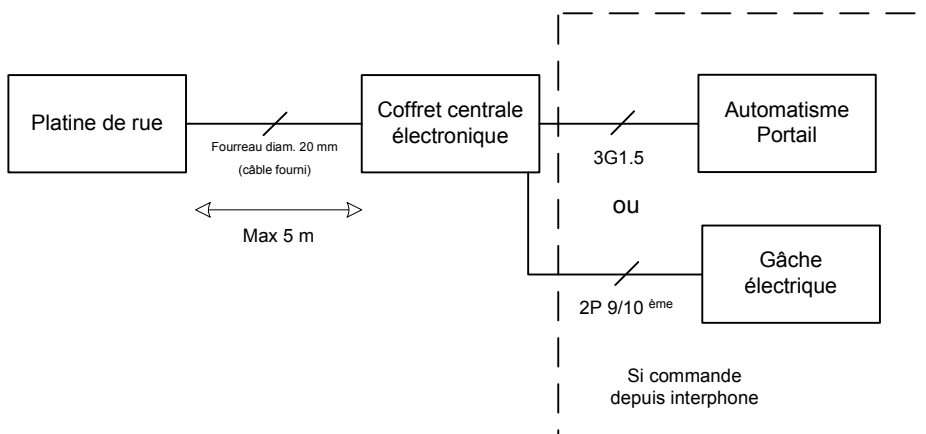 Platine de rue
Fourreau diam. 20 mm
(câble fourni)
Max 5 m
Coffret centrale
électronique
3G1.5
Automatisme
Portail
ou
2P 9/10 ème
Gâche
électrique
Si commande
depuis interphone